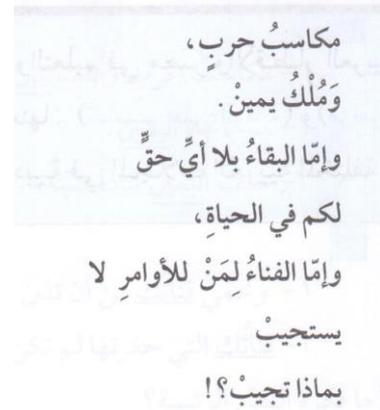 مكاسبُ حربٍ،
وَمُلْكُ يمينْ.
وإمّا البقاءُ بلا أيِّ حقٍّ
لكم في الحياةِ،
وإمّا الفناءُ لِمَنْ للأوامرِ لا
يستجيبْ
بماذا تجيبْ؟!